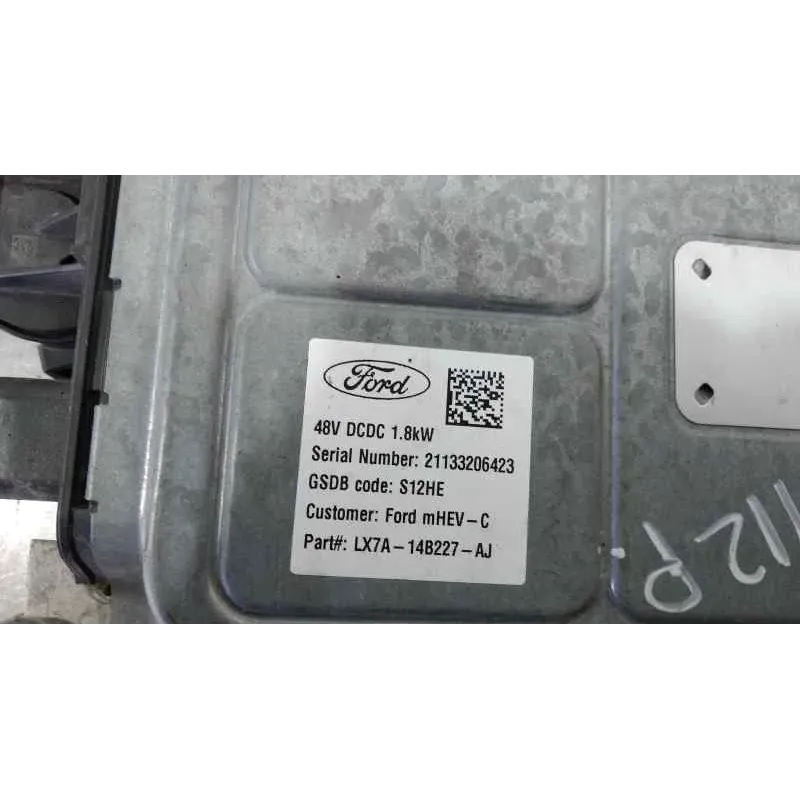 Ford
48V DCDC 1.8kW
Serial Number: 21133206423
GSDB code: S12HE
Customer: Ford mHEV-C
Part#: LX7A-14B227-AJ